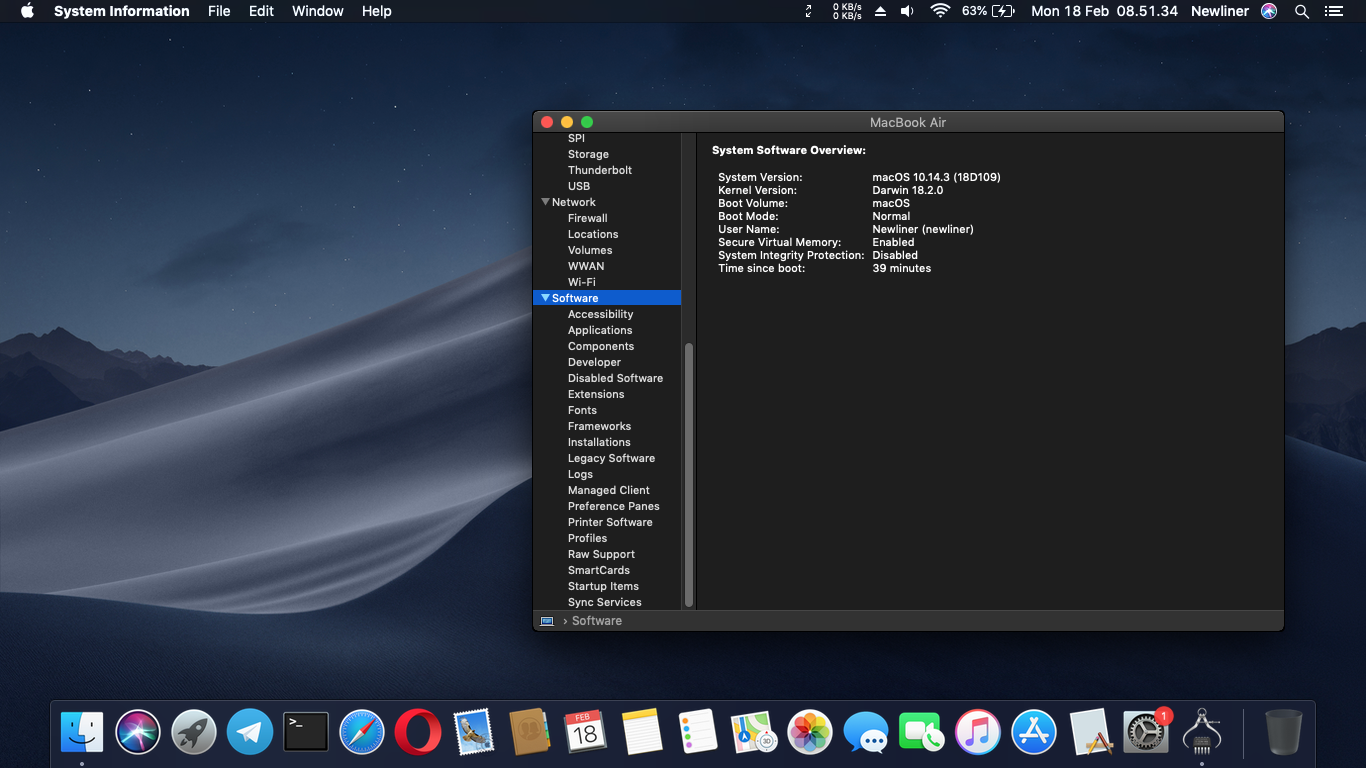 System Information File Edit Window Help 0 KB/s 63% Mon 18 Feb 08.51.34 Newliner
0 KB/s
MacBook Air
SPI
Storage
Thunderbolt
USB
Network
Firewall
Locations
Volumes
WWAN
Wi-Fi
Software
Accessibility
Applications
Components
Developer
Disabled Software
Extensions
Fonts
Frameworks
Installations
Legacy Software
Logs
Managed Client
Preference Panes
Printer Software
Profiles
Raw Support
SmartCards
Startup Items
Sync Services
System Software Overview:
System Version: macOS 10.14.3 (18D109)
Kernel Version: Darwin 18.2.0
Boot Volume: macOS
Boot Mode: Normal
User Name: Newliner (newliner)
Secure Virtual Memory: Enabled
System Integrity Protection: Disabled
Time since boot: 39 minutes
› Software
>_
FEB
18
3D
1